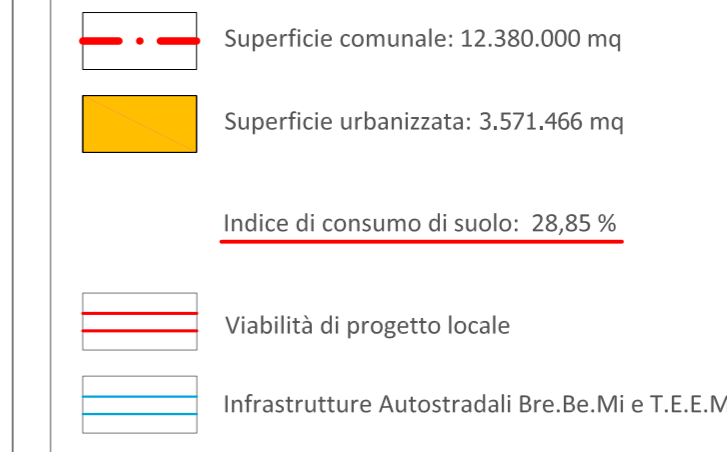 Superficie comunale: 12.380.000 mq
Superficie urbanizzata: 3.571.466 mq
Indice di consumo di suolo: 28,85 %
Viabilità di progetto locale
Infrastrutture Autostradali Bre.Be.Mi e T.E.E.M